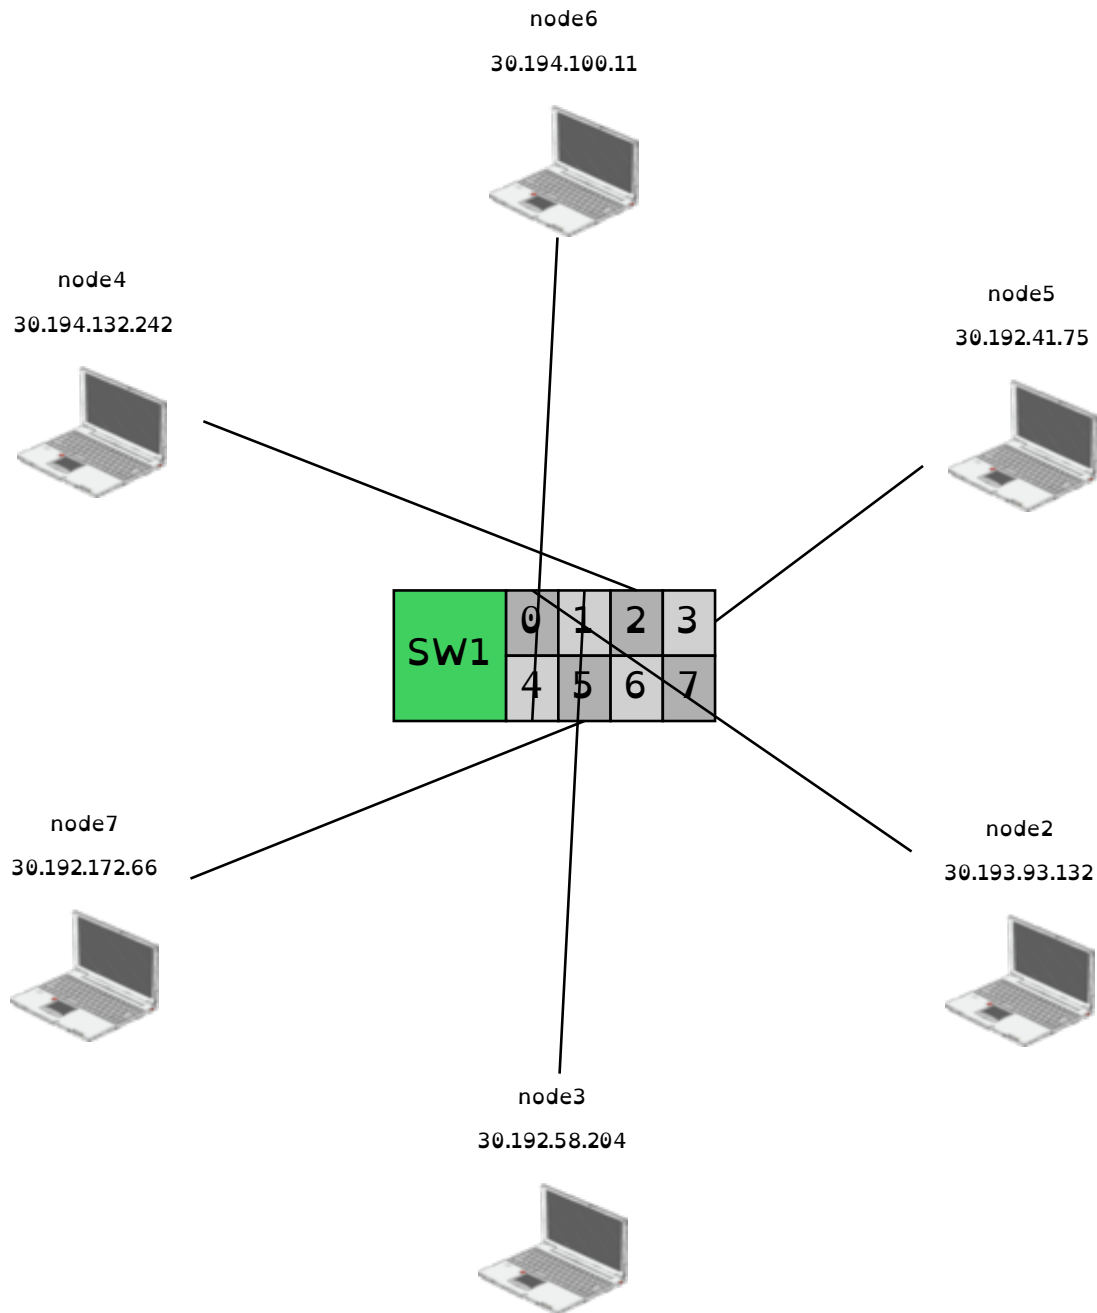 node6
30.194.100.11
node4
30.194.132.242
node5
30.192.41.75
SW1
0 1 2 3
4 5 6 7
node7
30.192.172.66
node2
30.193.93.132
node3
30.192.58.204